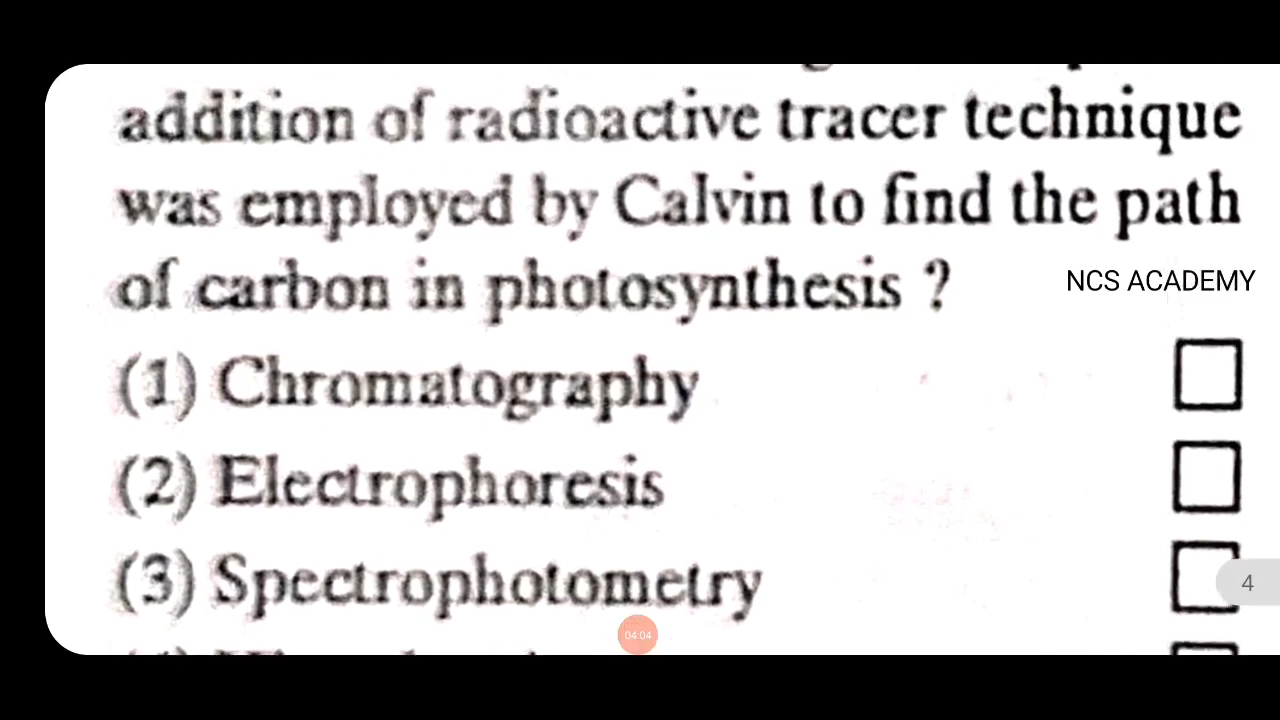 addition of radioactive tracer technique
was employed by Calvin to find the path
of carbon in photosynthesis ?
NCS ACADEMY
(1) Chromatography
(2) Electrophoresis
(3) Spectrophotometry
4
04:04